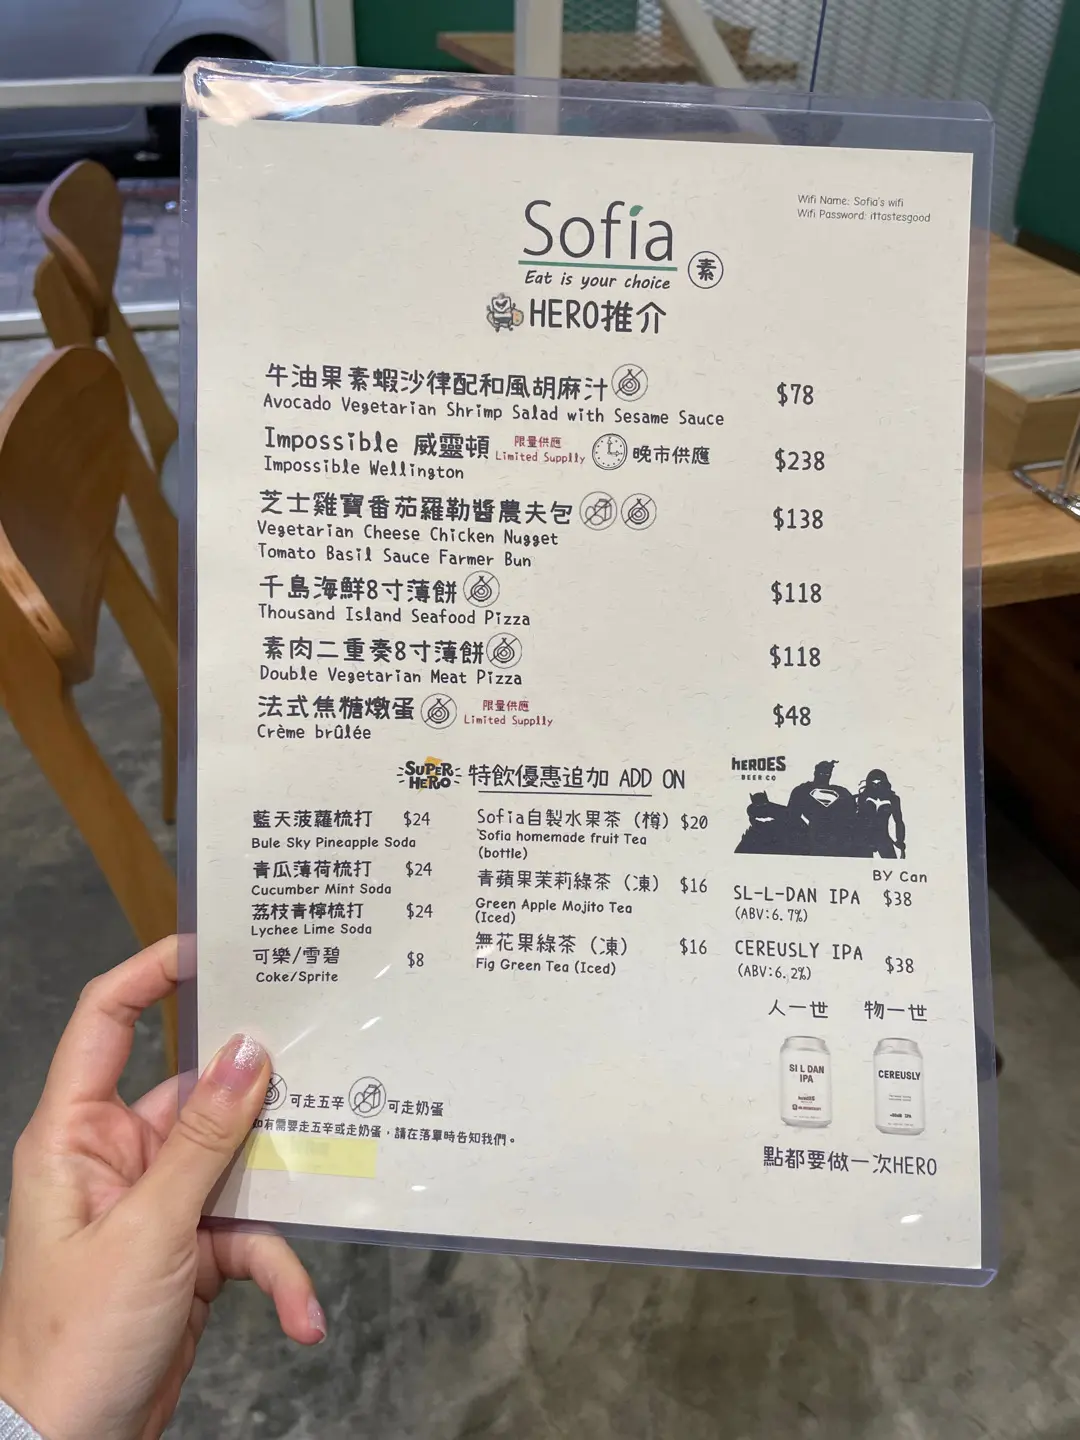 Wifi Name: Sofia's wifi
Wifi Password: ittastesgood
Sofia
Eat is your choice
素
HERO推介
牛油果素蝦沙律配和風胡麻汁 $78
Avocado Vegetarian Shrimp Salad with Sesame Sauce
Impossible 威靈頓 限量供應 Limited Supplly 晚市供應 $238
Impossible Wellington
芝士雞寶番茄羅勒醬農夫包 $138
Vegetarian Cheese Chicken Nugget
Tomato Basil Sauce Farmer Bun
千島海鮮8寸薄餅 $118
Thousand Island Seafood Pizza
素肉二重奏8寸薄餅 $118
Double Vegetarian Meat Pizza
法式焦糖燉蛋 限量供應 Limited Supplly $48
Crème brûlée
SUPER HERO 特飲優惠追加 ADD ON
藍天菠蘿梳打 $24
Bule Sky Pineapple Soda
青瓜薄荷梳打 $24
Cucumber Mint Soda
荔枝青檸梳打 $24
Lychee Lime Soda
可樂/雪碧 $8
Coke/Sprite
Sofia自製水果茶（樽）$20
Sofia homemade fruit Tea
(bottle)
青蘋果茉莉綠茶（凍） $16
Green Apple Mojito Tea
(Iced)
無花果綠茶（凍） $16
Fig Green Tea (Iced)
HEROES
BEER CO
BY Can
SL-L-DAN IPA $38
(ABV:6.7%)
CEREUSLY IPA $38
(ABV:6.2%)
人一世 物一世
SI L DAN
IPA
CEREUSLY
點都要做一次HERO
可走五辛 可走奶蛋
如有需要走五辛或走奶蛋，請在落單時告知我們。